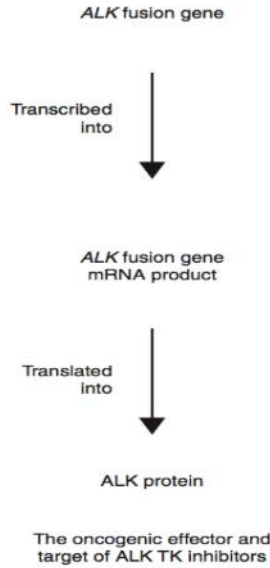 ALK fusion gene
Transcribed
into
ALK fusion gene
mRNA product
Translated
into
ALK protein
The oncogenic effector and
target of ALK TK inhibitors